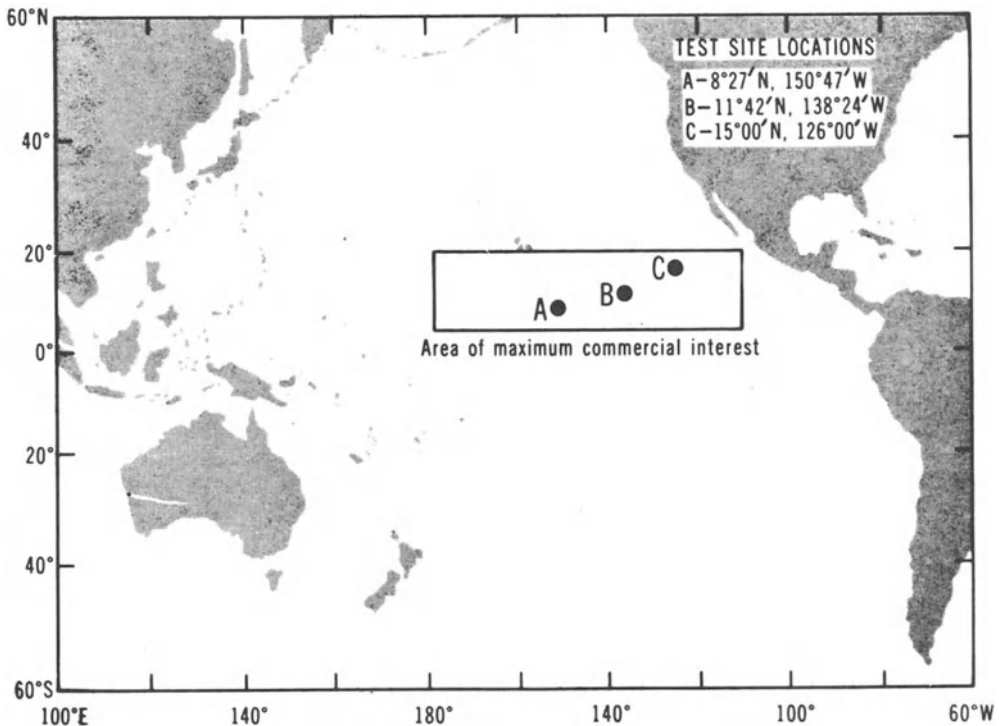 60°N
40°
20°
0°
20°
40°
60°S
100°E
140°
180°
140°
100°
60°W
TEST SITE LOCATIONS
A-8°27′N, 150°47′W
B-11°42′N, 138°24′W
C-15°00′N, 126°00′W
C
B
A
Area of maximum commercial interest